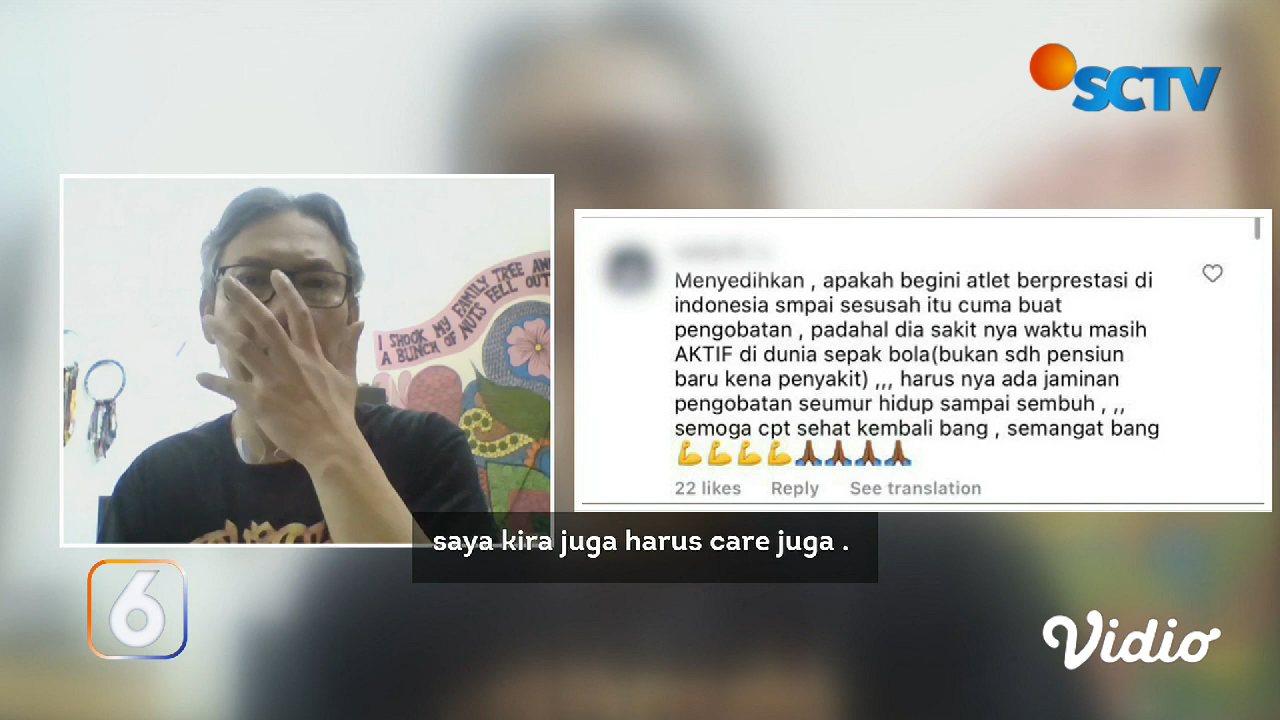 SCTV
I SHOOK MY FAMILY TREE AND
A BUNCH OF NUTS FELL OUT
Menyedihkan , apakah begini atlet berprestasi di
indonesia smpai sesusah itu cuma buat
pengobatan , padahal dia sakit nya waktu masih
AKTIF di dunia sepak bola(bukan sdh pensiun
baru kena penyakit) ,,, harus nya ada jaminan
pengobatan seumur hidup sampai sembuh , ,,
semoga cpt sehat kembali bang , semangat bang
💪💪💪💪🙏🏾🙏🏾🙏🏾🙏🏾
22 likes Reply See translation
saya kira juga harus care juga .
6
Vidio